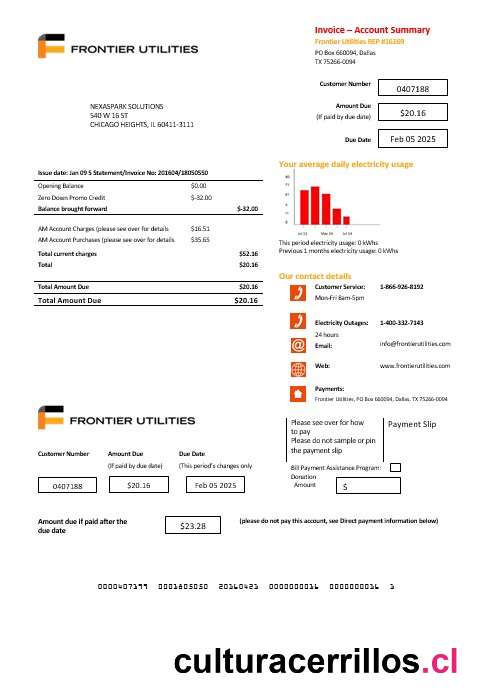 FRONTIER UTILITIES
Invoice – Account Summary
Frontier Utilities REP #16169
PO Box 660094, Dallas
TX 75266-0094
Customer Number
0407188
NEXASPARK SOLUTIONS
540 W 16 ST
CHICAGO HEIGHTS, IL 60411-3111
Amount Due
(If paid by due date)
$20.16
Due Date
Feb 05 2025
Issue date: Jan 09 5 Statement/Invoice No: 201604/18050550
Opening Balance $0.00
Zero Down Promo Credit $-32.00
Balance brought forward $-32.00
AM Account Charges (please see over for details $16.51
AM Account Purchases (please see over for details $35.65
Total current charges $52.16
Total $20.16
Total Amount Due $20.16
Total Amount Due $20.16
Your average daily electricity usage
This period electricity usage: 0 kWhs
Previous 1 months electricity usage: 0 kWhs
Our contact details
Customer Service: 1-866-926-8192
Mon-Fri 8am-5pm
Electricity Outages: 1-400-332-7143
24 hours
Email: info@frontierutilities.com
Web: www.frontierutilities.com
Payments:
Frontier Utilities, PO Box 660094, Dallas, TX 75266-0094
FRONTIER UTILITIES
Please see over for how
to pay
Please do not sample or pin
the payment slip
Payment Slip
Customer Number
0407188
Amount Due
(If paid by due date)
$20.16
Due Date
(This period's changes only
Feb 05 2025
Bill Payment Assistance Program:
Donation
Amount $
Amount due if paid after the
due date
$23.28
(please do not pay this account, see Direct payment information below)
0000407199 0001805050 20160421 0000000016 0000000016 1
culturacerrillos.cl